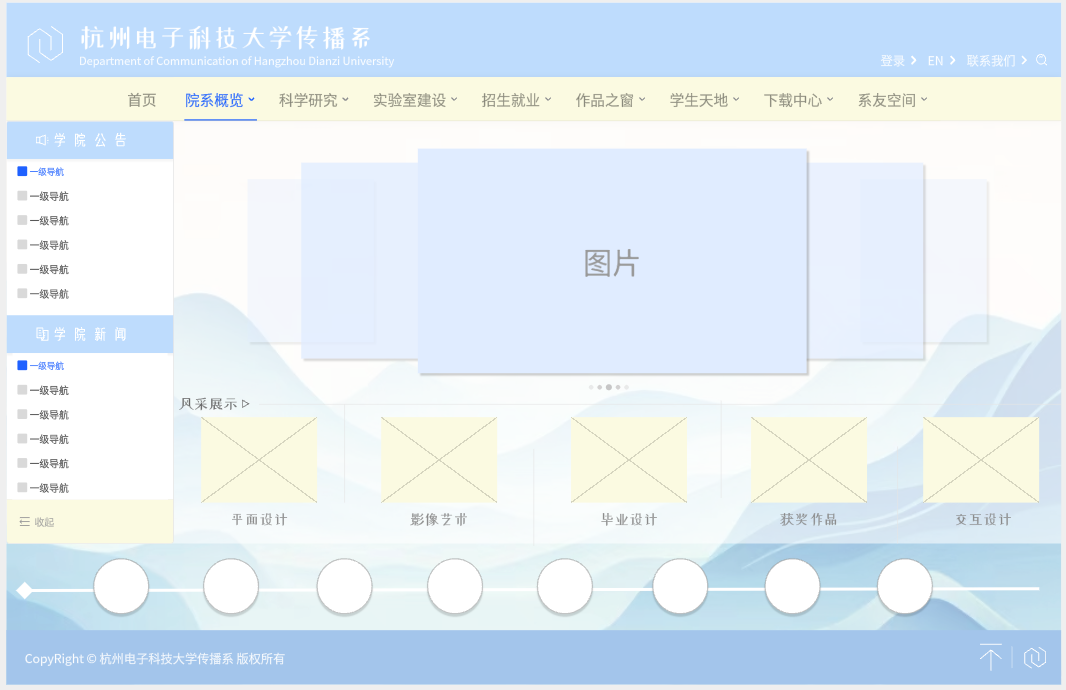 杭州电子科技大学传播系
Department of Communication of Hangzhou Dianzi University
登录 EN 联系我们
首页 院系概览 科学研究 实验室建设 招生就业 作品之窗 学生天地 下载中心 系友空间
学院公告
一级导航
一级导航
一级导航
一级导航
一级导航
一级导航
图片
学院新闻
一级导航
一级导航
一级导航
一级导航
一级导航
一级导航
收起
风采展示
平面设计 影像艺术 毕业设计 获奖作品 交互设计
CopyRight © 杭州电子科技大学传播系 版权所有